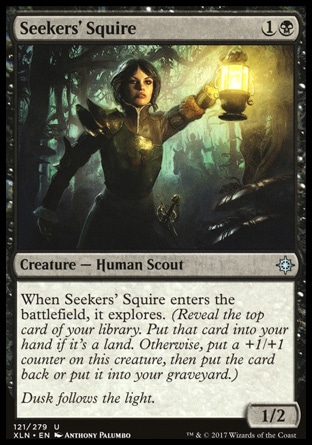 Seekers' Squire 1
Creature — Human Scout
When Seekers' Squire enters the
battlefield, it explores. (Reveal the top
card of your library. Put that card into your
hand if it's a land. Otherwise, put a +1/+1
counter on this creature, then put the card
back or put it into your graveyard.)
Dusk follows the light.
1/2
121/279 U
XLN • EN Anthony Palumbo ™ & © 2017 Wizards of the Coast